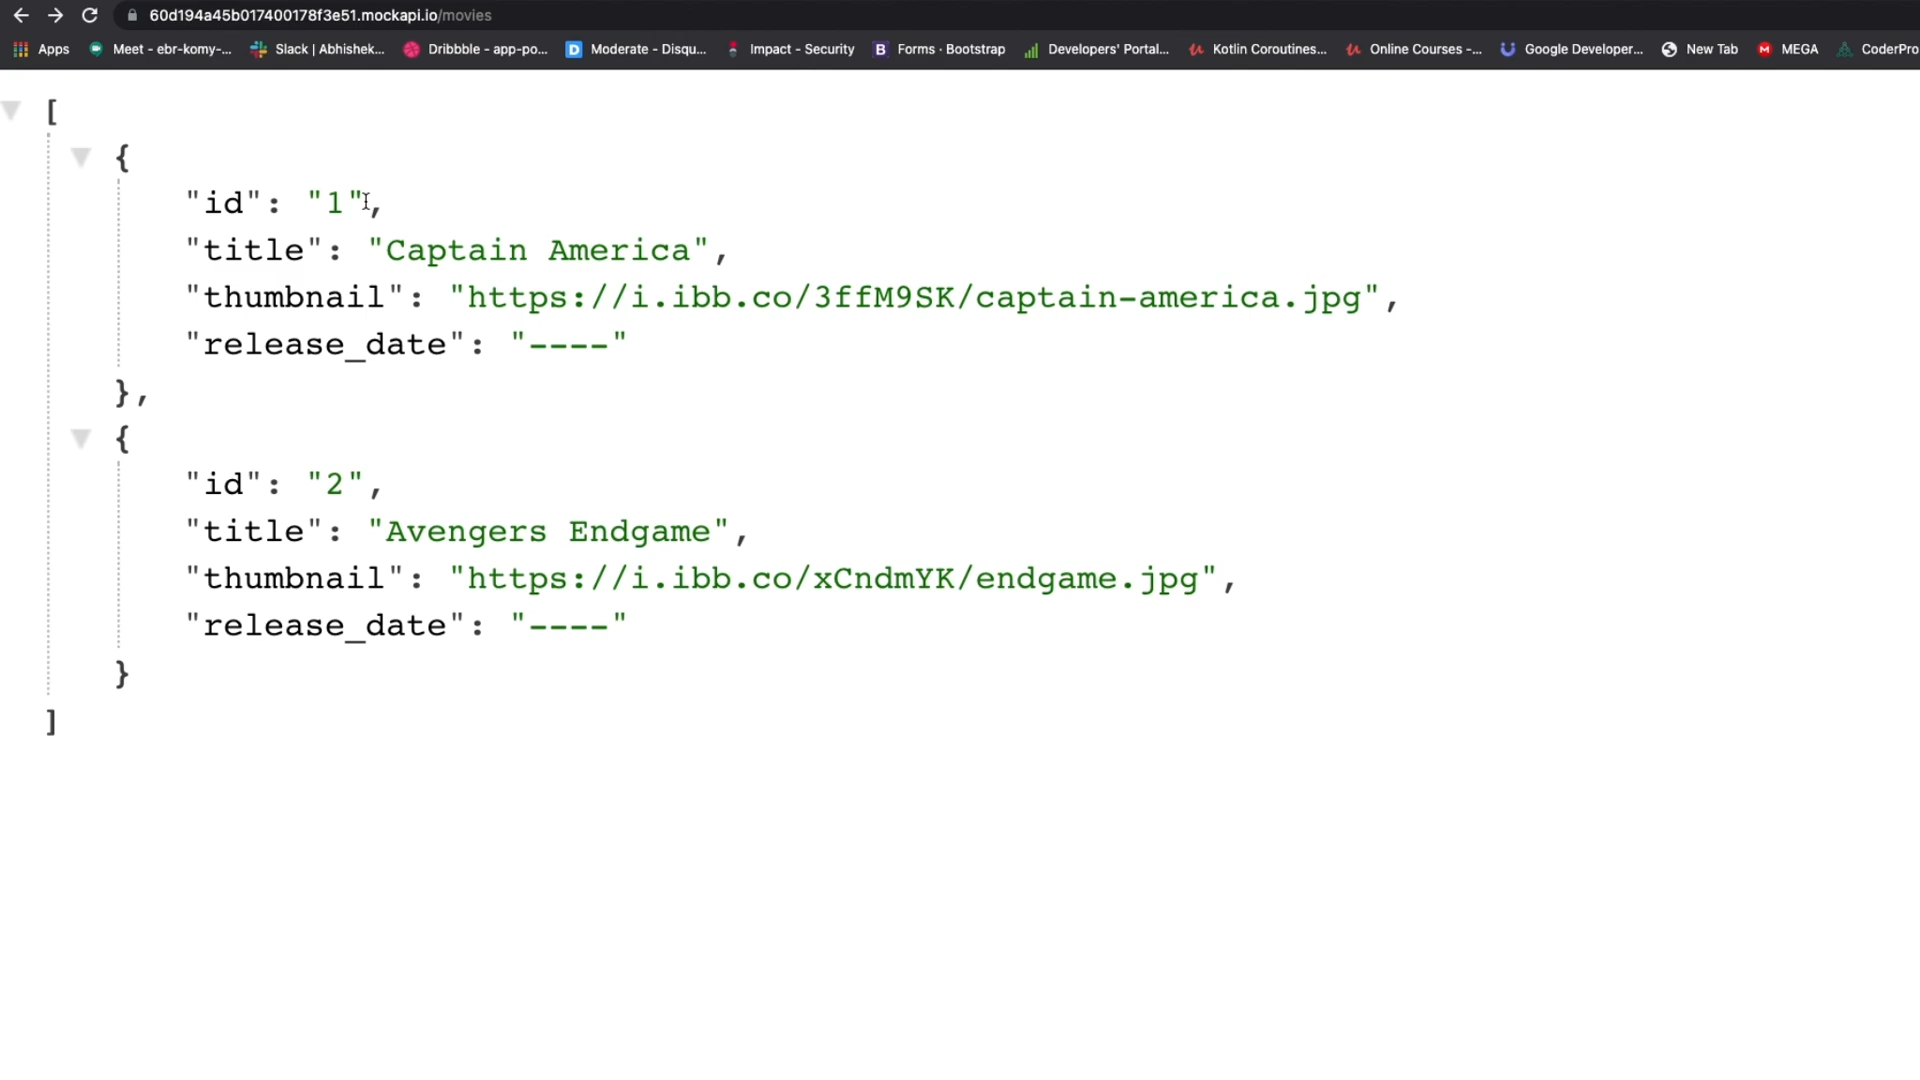 60d194a45b017400178f3e51.mockapi.io/movies
Apps Meet - ebr-komy-... Slack | Abhishek... Dribbble - app-po... Moderate - Disqu... Impact - Security Forms · Bootstrap Developers' Portal... Kotlin Coroutines... Online Courses -... Google Developer... New Tab MEGA CoderPro
[
{
"id": "1",
"title": "Captain America",
"thumbnail": "https://i.ibb.co/3ffM9SK/captain-america.jpg",
"release_date": "----"
},
{
"id": "2",
"title": "Avengers Endgame",
"thumbnail": "https://i.ibb.co/xCndmYK/endgame.jpg",
"release_date": "----"
}
]